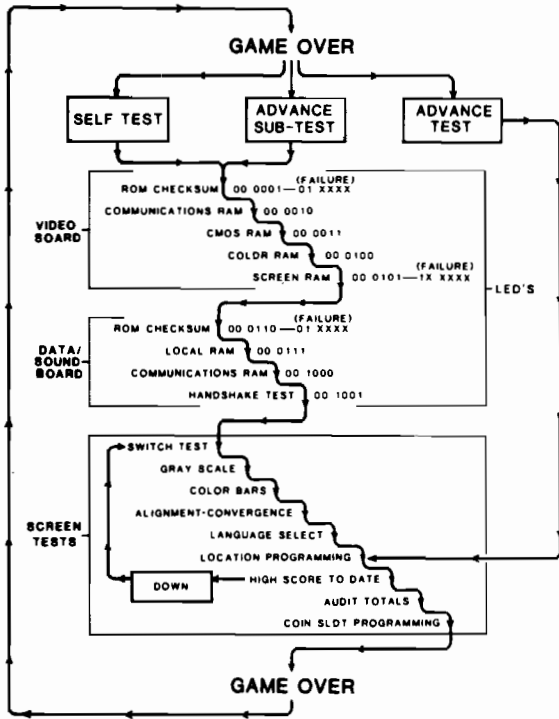 GAME OVER
SELF TEST
ADVANCE
SUB-TEST
ADVANCE
TEST
(FAILURE)
ROM CHECKSUM 00 0001—01 XXXX
COMMUNICATIONS RAM 00 0010
CMOS RAM 00 0011
COLOR RAM 00 0100
(FAILURE)
SCREEN RAM 00 0101—1X XXXX
VIDEO
BOARD
LED'S
(FAILURE)
ROM CHECKSUM 00 0110—01 XXXX
LOCAL RAM 00 0111
COMMUNICATIONS RAM 00 1000
HANDSHAKE TEST 00 1001
DATA/
SOUND
BOARD
SWITCH TEST
GRAY SCALE
COLOR BARS
ALIGNMENT-CONVERGENCE
LANGUAGE SELECT
LOCATION PROGRAMMING
HIGH SCORE TO DATE
DOWN
AUDIT TOTALS
COIN SLOT PROGRAMMING
SCREEN
TESTS
GAME OVER